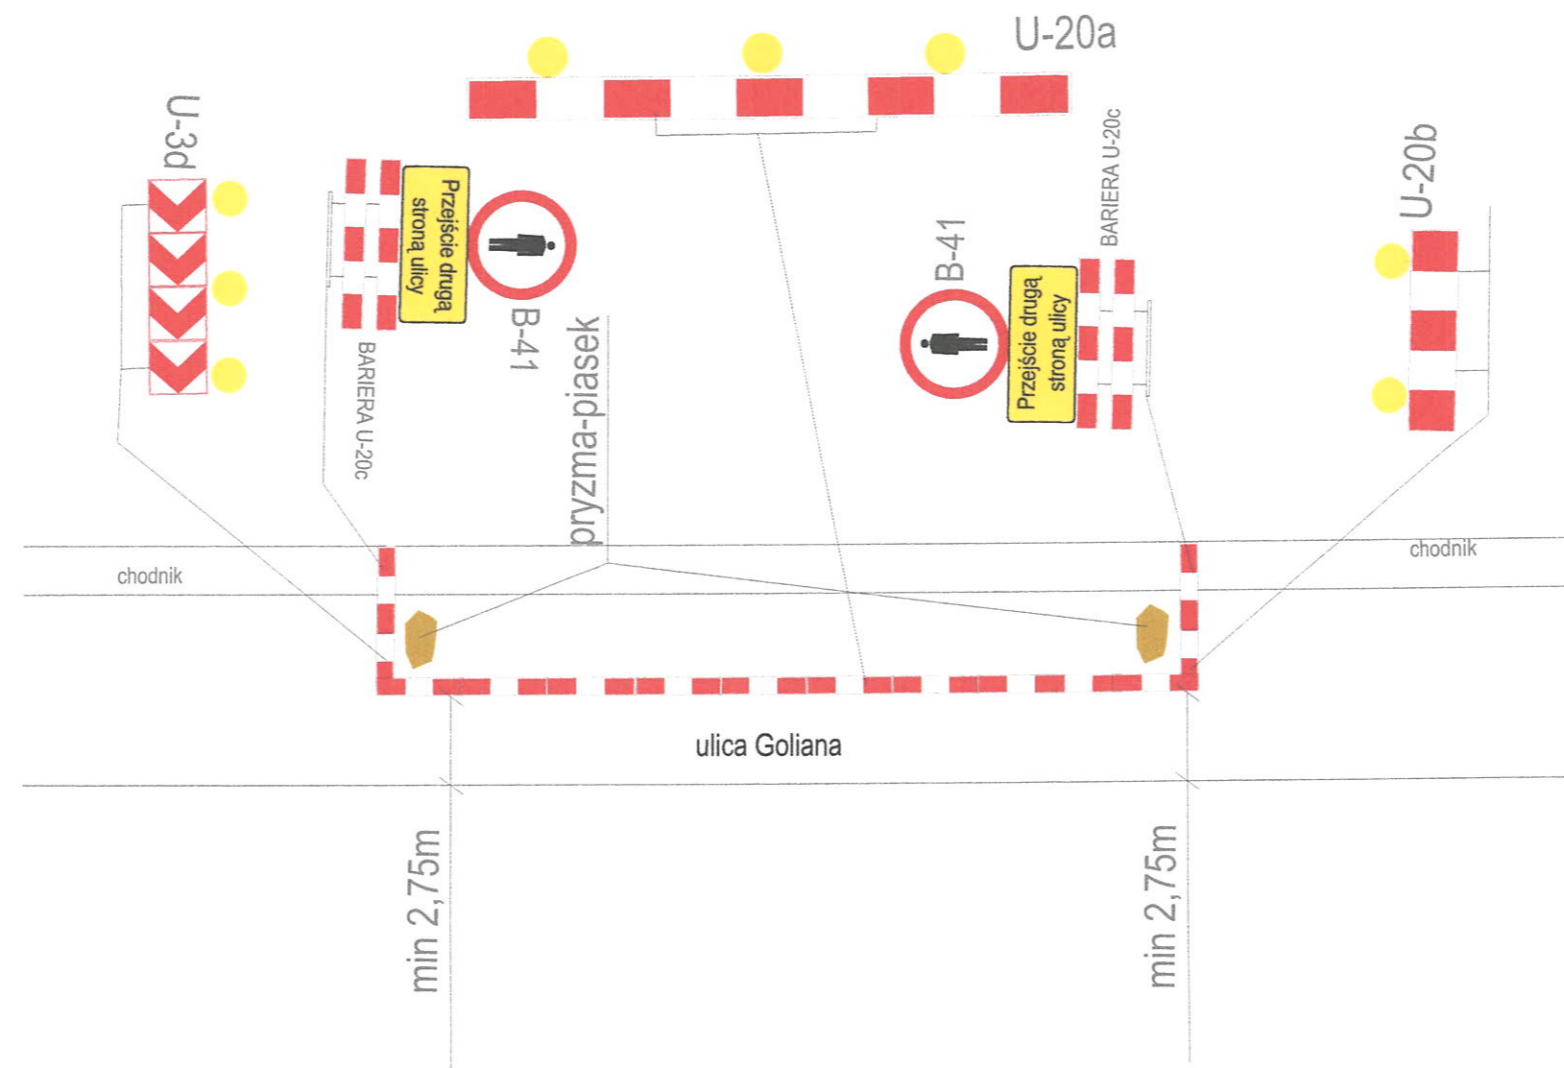 U-20a
U-3d
Przejście drugą
stroną ulicy
B-41
BARIERA U-20c
pryzma-piasek
B-41
Przejście drugą
stroną ulicy
BARIERA U-20c
U-20b
chodnik
chodnik
ulica Goliana
min 2,75m
min 2,75m